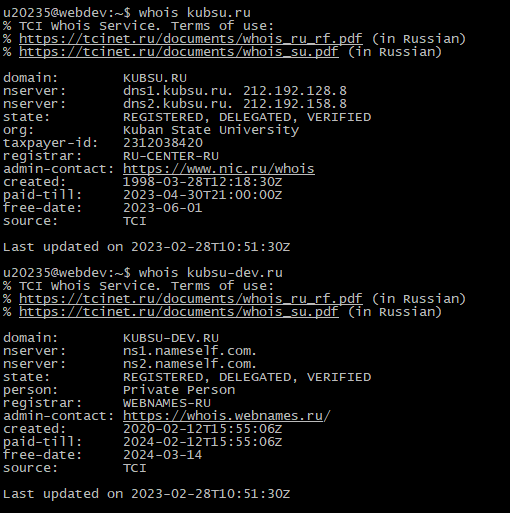 u20235@webdev:~$ whois kubsu.ru
% TCI Whois Service. Terms of use:
% https://tcinet.ru/documents/whois_ru_rf.pdf (in Russian)
% https://tcinet.ru/documents/whois_su.pdf (in Russian)

domain:        KUBSU.RU
nserver:       dns1.kubsu.ru. 212.192.128.8
nserver:       dns2.kubsu.ru. 212.192.158.8
state:         REGISTERED, DELEGATED, VERIFIED
org:           Kuban State University
taxpayer-id:   2312038420
registrar:     RU-CENTER-RU
admin-contact: https://www.nic.ru/whois
created:       1998-03-28T12:18:30Z
paid-till:     2023-04-30T21:00:00Z
free-date:     2023-06-01
source:        TCI

Last updated on 2023-02-28T10:51:30Z

u20235@webdev:~$ whois kubsu-dev.ru
% TCI Whois Service. Terms of use:
% https://tcinet.ru/documents/whois_ru_rf.pdf (in Russian)
% https://tcinet.ru/documents/whois_su.pdf (in Russian)

domain:        KUBSU-DEV.RU
nserver:       ns1.nameself.com.
nserver:       ns2.nameself.com.
state:         REGISTERED, DELEGATED, VERIFIED
person:        Private Person
registrar:     WEBNAMES-RU
admin-contact: https://whois.webnames.ru/
created:       2020-02-12T15:55:06Z
paid-till:     2024-02-12T15:55:06Z
free-date:     2024-03-14
source:        TCI

Last updated on 2023-02-28T10:51:30Z